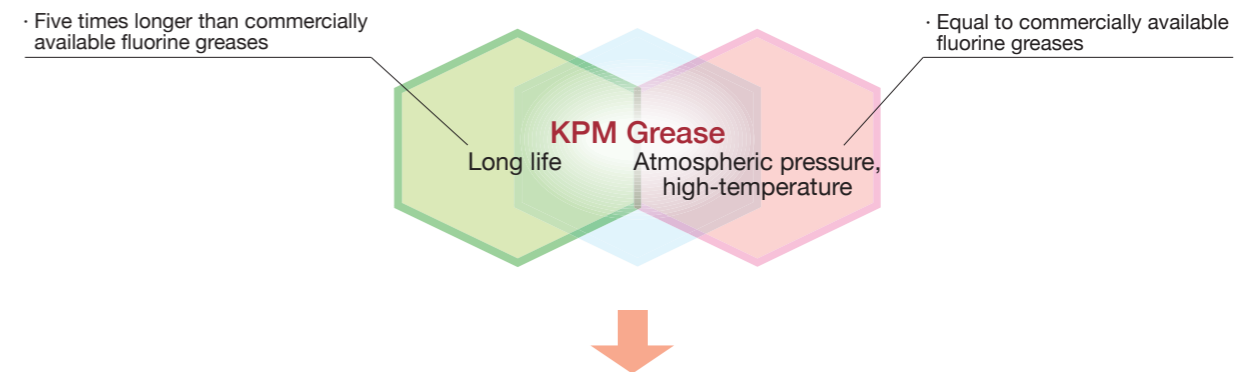 · Five times longer than commercially
available fluorine greases
· Equal to commercially available
fluorine greases
KPM Grease
Long life
Atmospheric pressure,
high-temperature